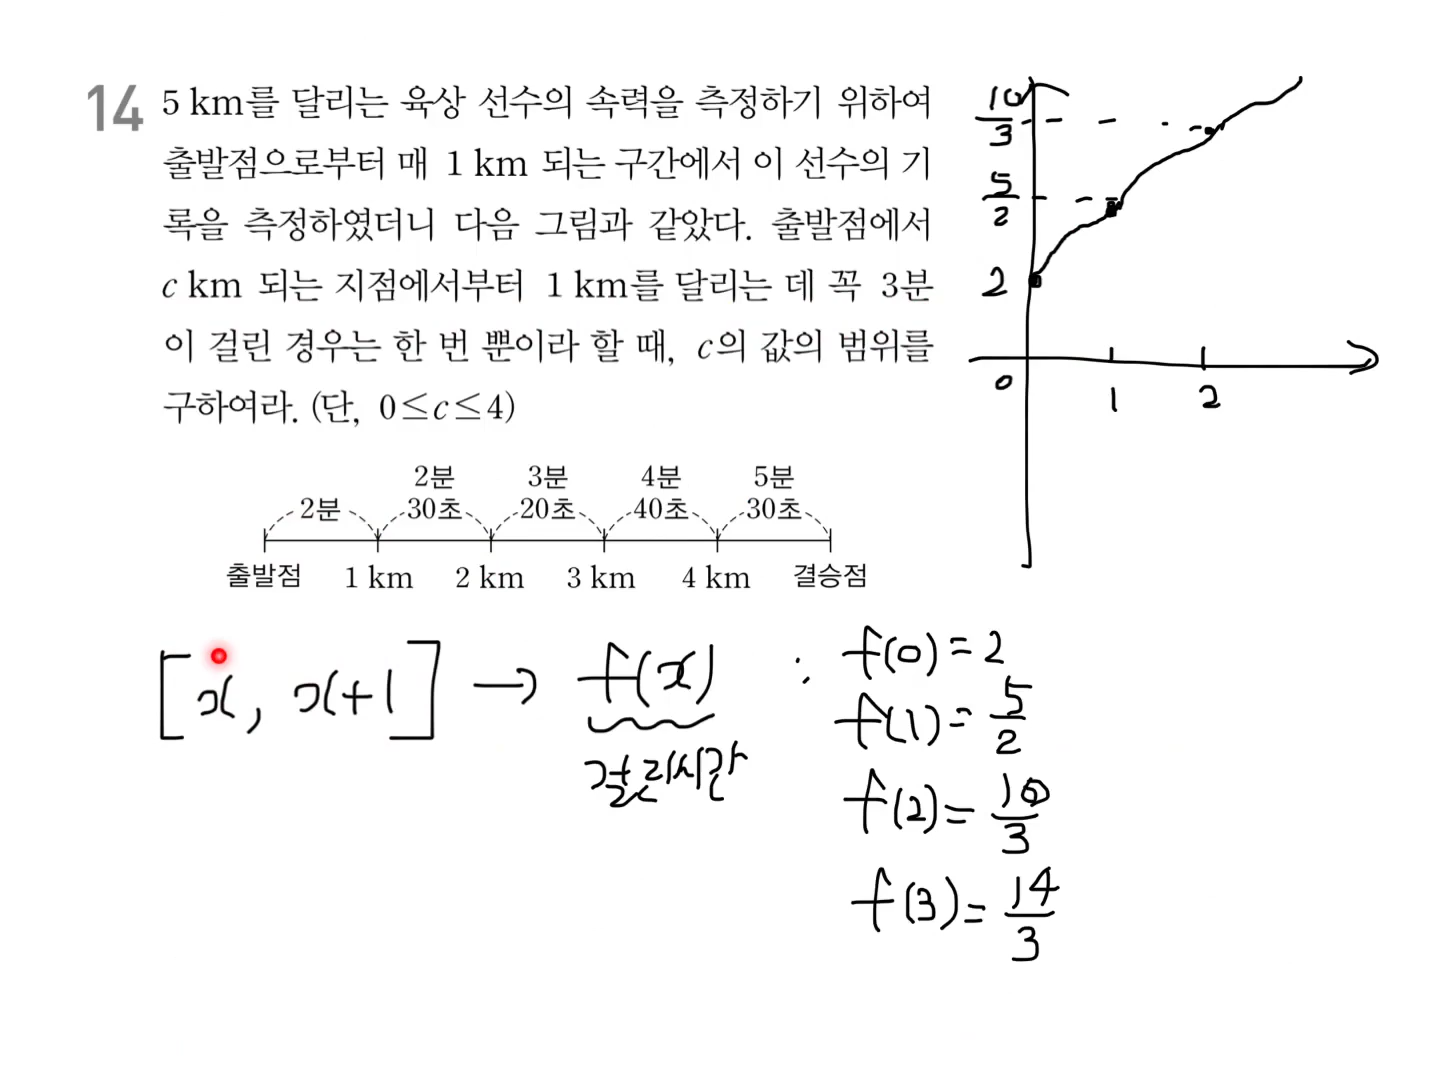 14 5 km를 달리는 육상 선수의 속력을 측정하기 위하여
출발점으로부터 매 1 km 되는 구간에서 이 선수의 기
록을 측정하였더니 다음 그림과 같았다. 출발점에서
c km 되는 지점에서부터 1 km를 달리는 데 꼭 3분
이 걸린 경우는 한 번 뿐이라 할 때, c의 값의 범위를
구하여라. (단, 0≤c≤4)
2분 2분 30초 3분 20초 4분 40초 5분 30초
출발점 1 km 2 km 3 km 4 km 결승점
10/3
5/2
2
0 1 2
[x, x+1] → f(x)
걸린시간
∴ f(0)=2
f(1)=5/2
f(2)=10/3
f(3)=14/3